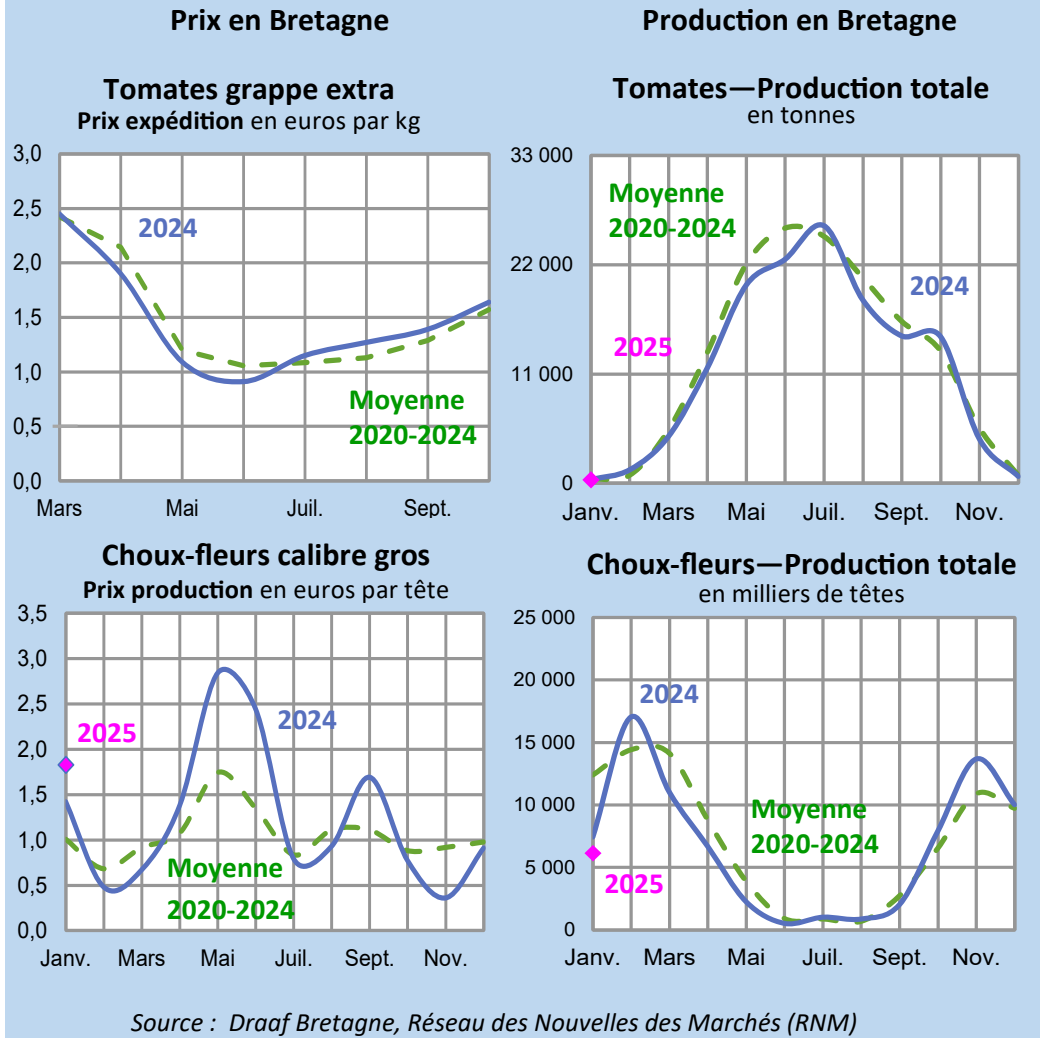 Prix en Bretagne
Production en Bretagne
Tomates grappe extra
Prix expédition en euros par kg
3,0
2,5
2,0
1,5
1,0
0,5
0,0
2024
Moyenne
2020-2024
Mars
Mai
Juil.
Sept.
Tomates—Production totale
en tonnes
33 000
22 000
11 000
0
Moyenne
2020-2024
2024
2025
Janv.
Mars
Mai
Juil.
Sept.
Nov.
Choux-fleurs calibre gros
Prix production en euros par tête
3,5
3,0
2,5
2,0
1,5
1,0
0,5
0,0
2025
2024
Moyenne
2020-2024
Janv.
Mars
Mai
Juil.
Sept.
Nov.
Choux-fleurs—Production totale
en milliers de têtes
25 000
20 000
15 000
10 000
5 000
0
2024
Moyenne
2020-2024
2025
Janv.
Mars
Mai
Juil.
Sept.
Nov.
Source : Draaf Bretagne, Réseau des Nouvelles des Marchés (RNM)